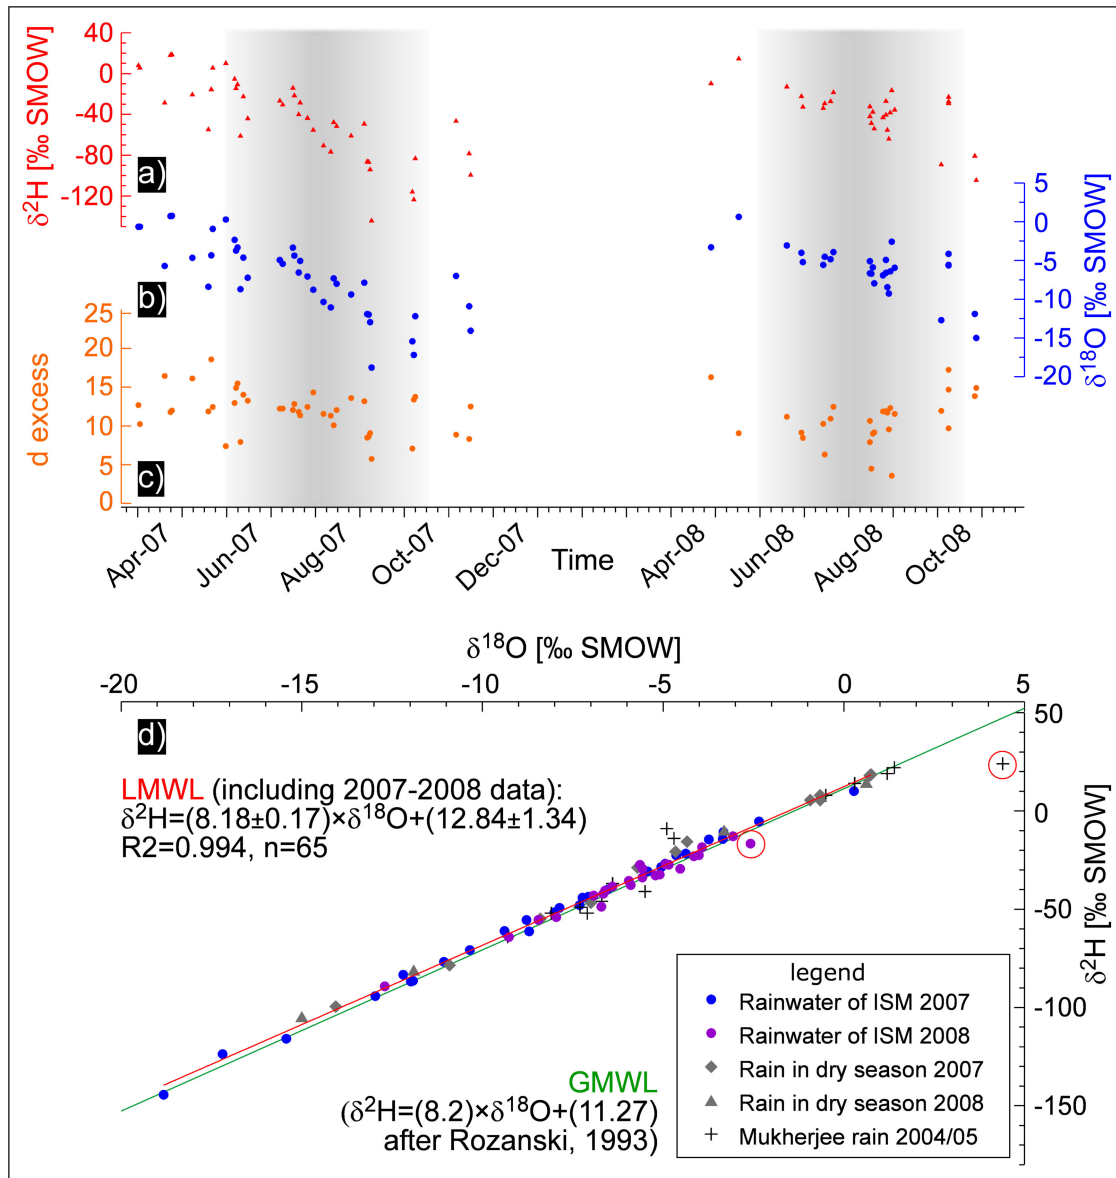 δ²H [‰ SMOW]
40
0
-40
-80
-120
a)
δ¹⁸O [‰ SMOW]
5
0
-5
-10
-15
-20
b)
d excess
25
20
15
10
5
0
c)
Apr-07
Jun-07
Aug-07
Oct-07
Dec-07
Time
Apr-08
Jun-08
Aug-08
Oct-08
δ¹⁸O [‰ SMOW]
-20 -15 -10 -5 0 5
d)
LMWL (including 2007-2008 data):
δ²H=(8.18±0.17)×δ¹⁸O+(12.84±1.34)
R2=0.994, n=65
50
0
-50
-100
-150
δ²H [‰ SMOW]
GMWL
(δ²H=(8.2)×δ¹⁸O+(11.27)
after Rozanski, 1993)
legend
Rainwater of ISM 2007
Rainwater of ISM 2008
Rain in dry season 2007
Rain in dry season 2008
Mukherjee rain 2004/05